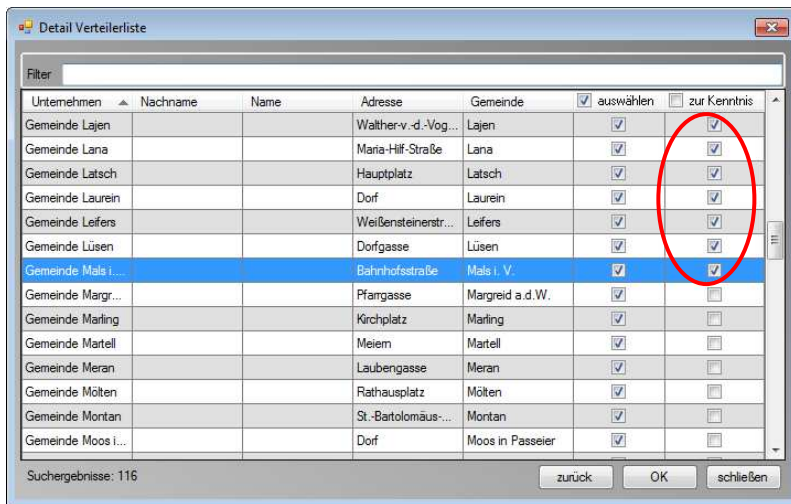 Detail Verteilerliste
Filter
Unternehmen Nachname Name Adresse Gemeinde auswählen zur Kenntnis
Gemeinde Lajen Walther-v.-d.-Vog... Lajen
Gemeinde Lana Maria-Hilf-Straße Lana
Gemeinde Latsch Hauptplatz Latsch
Gemeinde Laurein Dorf Laurein
Gemeinde Leifers Weißensteinerstr... Leifers
Gemeinde Lüsen Dorfgasse Lüsen
Gemeinde Mals i.... Bahnhofsstraße Mals i. V.
Gemeinde Margr... Pfarrgasse Margreid a.d.W.
Gemeinde Marling Kirchplatz Marling
Gemeinde Martell Meiern Martell
Gemeinde Meran Laubengasse Meran
Gemeinde Mölten Rathausplatz Mölten
Gemeinde Montan St.-Bartolomäus-... Montan
Gemeinde Moos i... Dorf Moos in Passeier
Suchergebnisse: 116 zurück OK schließen